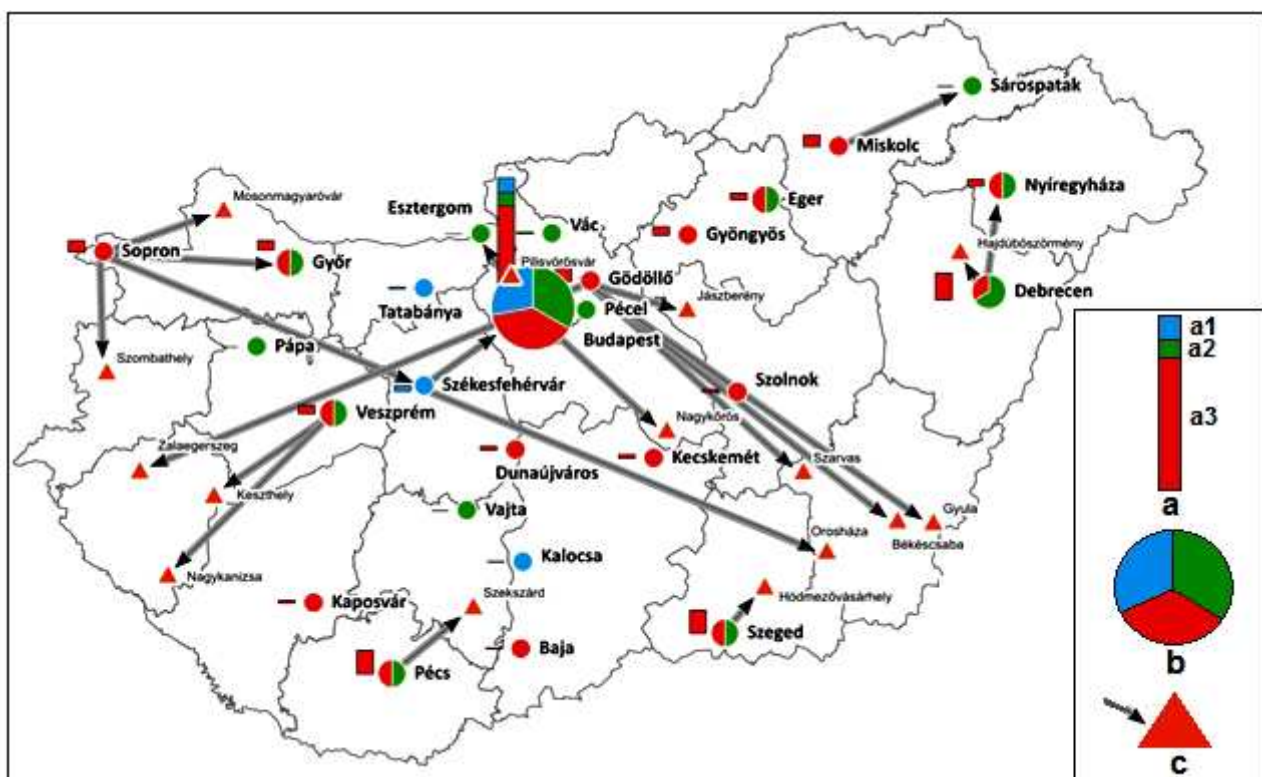 Sárospatak
Miskolc
Mosonmagyaróvár
Nyíregyháza
Eger
Esztergom
Vác
Gyöngyös
Sopron
Hajdúböszörmény
Győr
Pilisvörösvár
Gödöllő
Tatabánya
Pécel
Jászberény
Debrecen
Budapest
Pápa
Szombathely
Székesfehérvár
Szolnok
Veszprém
Nagykőrös
Zalaegerszeg
Kecskemét
Szarvas
Dunaújváros
Keszthely
Vajta
Gyula
Orosháza
Békéscsaba
Kalocsa
Nagykanizsa
Szekszárd
Hódmezővásárhely
Kaposvár
Szeged
Baja
Pécs
a1
a2
a3
a
b
c